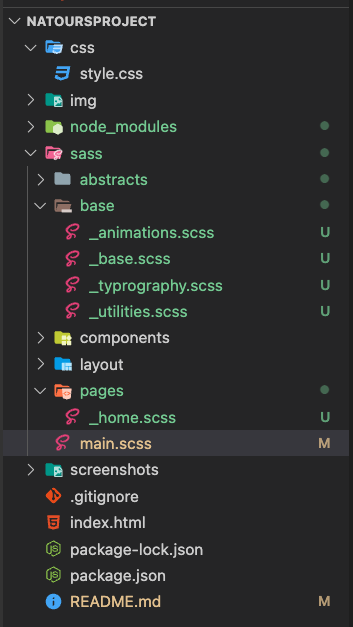 NATOURSPROJECT
css
style.css
img
node_modules
sass
abstracts
base
_animations.scss U
_base.scss U
_typrography.scss U
_utilities.scss U
components
layout
pages
_home.scss U
main.scss M
screenshots
.gitignore
index.html
package-lock.json
package.json
README.md M